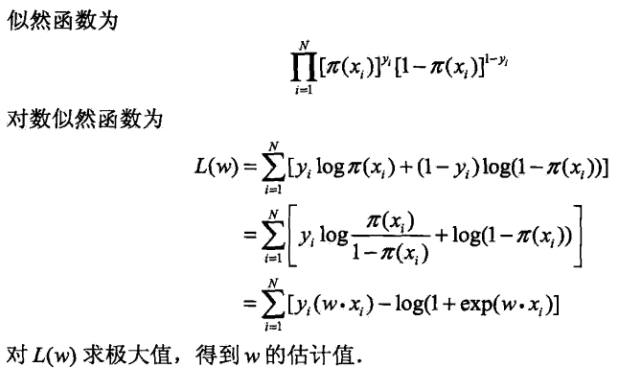 似然函数为
\prod_{i=1}^{N}[\pi(x_i)]^{y_i}[1-\pi(x_i)]^{1-y_i}
对数似然函数为
L(w)=\sum_{i=1}^{N}[y_i\log\pi(x_i)+(1-y_i)\log(1-\pi(x_i))]
=\sum_{i=1}^{N}\left[y_i\log\frac{\pi(x_i)}{1-\pi(x_i)}+\log(1-\pi(x_i))\right]
=\sum_{i=1}^{N}[y_i(w\cdot x_i)-\log(1+\exp(w\cdot x_i)]
对 L(w) 求极大值，得到 w 的估计值．